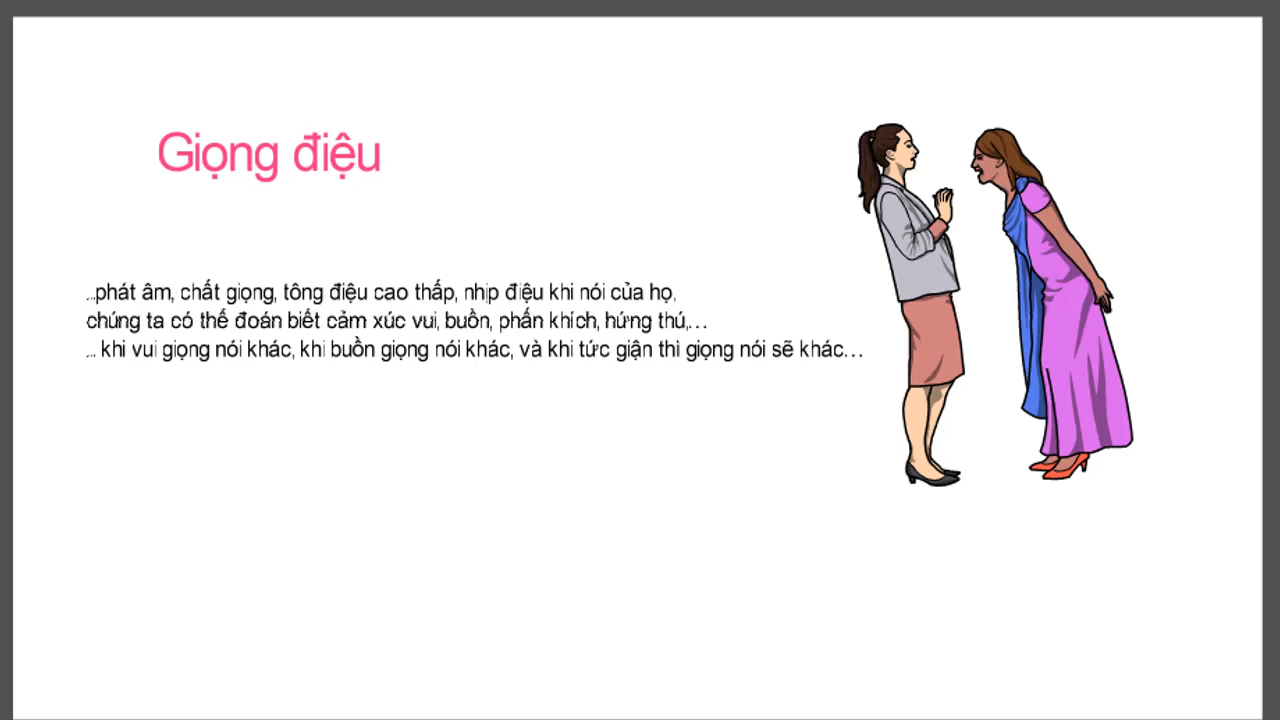 Giọng điệu
...phát âm, chất giọng, tông điệu cao thấp, nhịp điệu khi nói của họ,
chúng ta có thể đoán biết cảm xúc vui, buồn, phấn khích, hứng thú,...
... khi vui giọng nói khác, khi buồn giọng nói khác, và khi tức giận thì giọng nói sẽ khác...